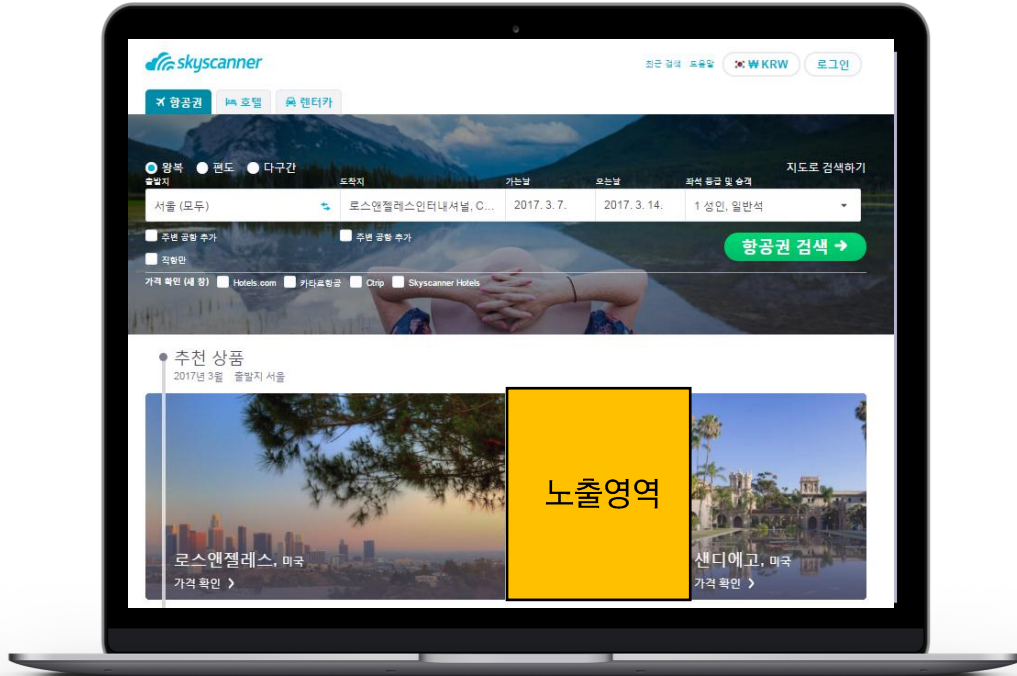 skyscanner
최근 검색 도움말 ₩ KRW 로그인
항공권 호텔 렌터카
왕복 편도 다구간 지도로 검색하기
출발지 도착지 가는날 오는날 좌석 등급 및 승객
서울 (모두) 로스앤젤레스인터내셔널, C... 2017. 3. 7. 2017. 3. 14. 1 성인, 일반석
주변 공항 추가 주변 공항 추가 항공권 검색
직항만
가격 확인 (새 창) Hotels.com 카타르항공 Ctrip Skyscanner Hotels
추천 상품
2017년 3월 출발지 서울
노출영역
로스앤젤레스, 미국 샌디에고, 미국
가격 확인 가격 확인